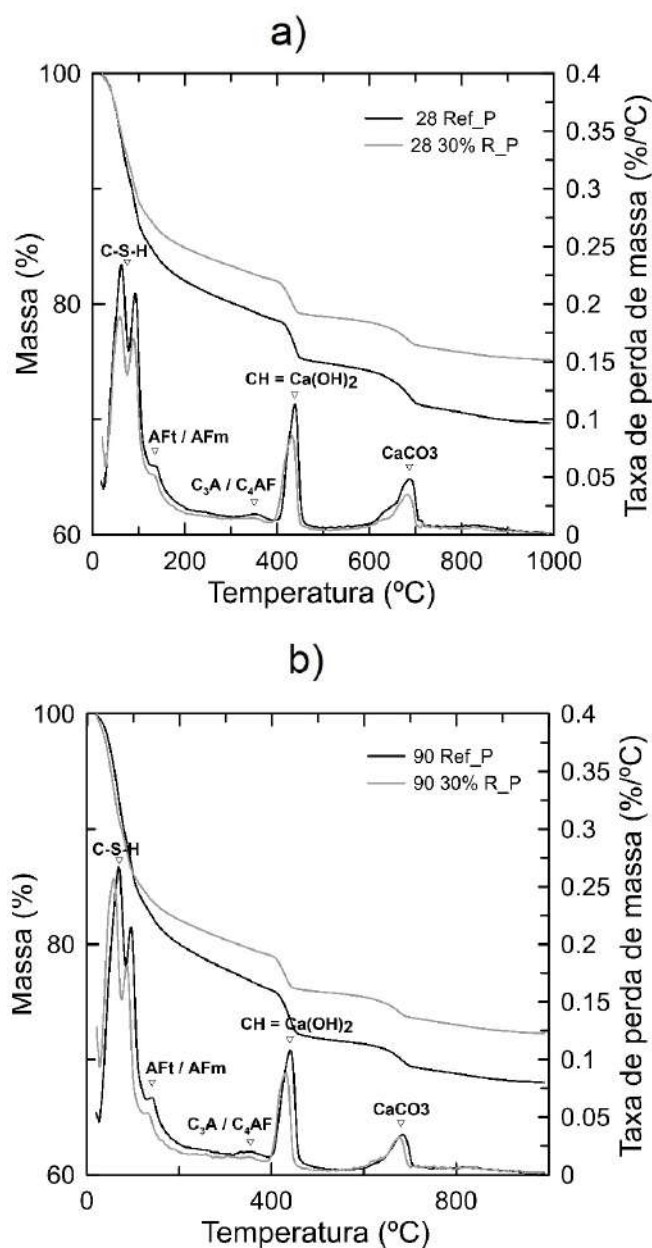 a)
100
80
60
Massa (%)
0.4
0.35
0.3
0.25
0.2
0.15
0.1
0.05
0
Taxa de perda de massa (%/ºC)
28 Ref_P
28 30% R_P
C-S-H
AFt / AFm
C₃A / C₄AF
CH = Ca(OH)₂
CaCO3
0 200 400 600 800 1000
Temperatura (ºC)
b)
100
80
60
Massa (%)
0.4
0.35
0.3
0.25
0.2
0.15
0.1
0.05
0
Taxa de perda de massa (%/ºC)
90 Ref_P
90 30% R_P
C-S-H
AFt / AFm
C₃A / C₄AF
CH = Ca(OH)₂
CaCO3
0 400 800
Temperatura (ºC)